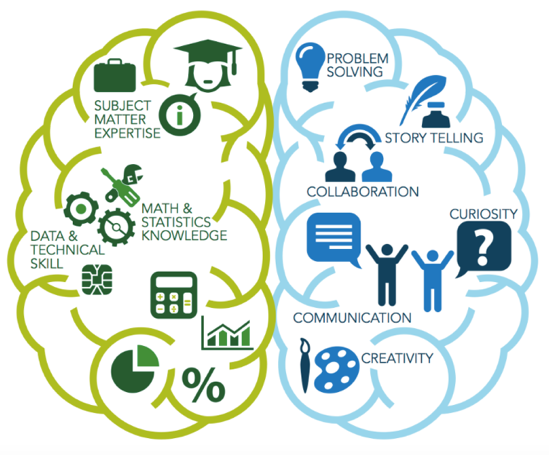 SUBJECT
MATTER
EXPERTISE
i
MATH &
STATISTICS
KNOWLEDGE
DATA &
TECHNICAL
SKILL
%
PROBLEM
SOLVING
STORY TELLING
COLLABORATION
CURIOSITY
?
COMMUNICATION
CREATIVITY